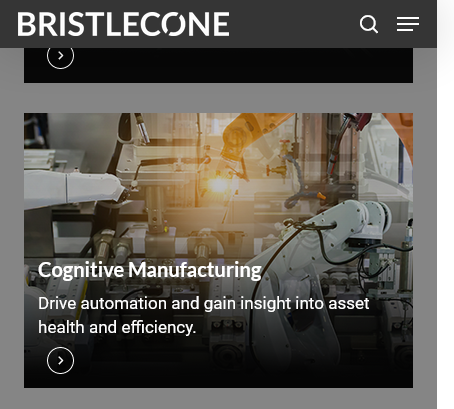 BRISTLECONE
Cognitive Manufacturing
Drive automation and gain insight into asset
health and efficiency.